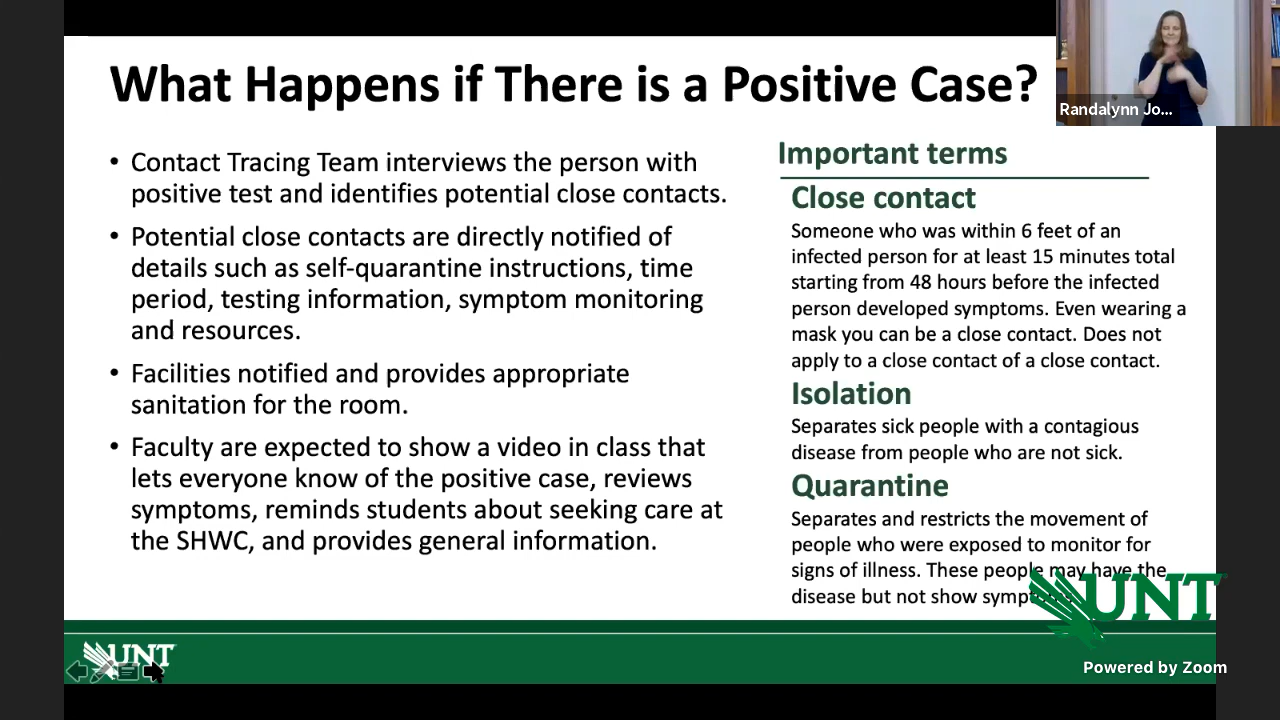 What Happens if There is a Positive Case?
Randalynn Jo...
• Contact Tracing Team interviews the person with
positive test and identifies potential close contacts.
• Potential close contacts are directly notified of
details such as self-quarantine instructions, time
period, testing information, symptom monitoring
and resources.
• Facilities notified and provides appropriate
sanitation for the room.
• Faculty are expected to show a video in class that
lets everyone know of the positive case, reviews
symptoms, reminds students about seeking care at
the SHWC, and provides general information.
Important terms
Close contact
Someone who was within 6 feet of an
infected person for at least 15 minutes total
starting from 48 hours before the infected
person developed symptoms. Even wearing a
mask you can be a close contact. Does not
apply to a close contact of a close contact.
Isolation
Separates sick people with a contagious
disease from people who are not sick.
Quarantine
Separates and restricts the movement of
people who were exposed to monitor for
signs of illness. These people may have the
disease but not show
UNT
UNT
Powered by Zoom